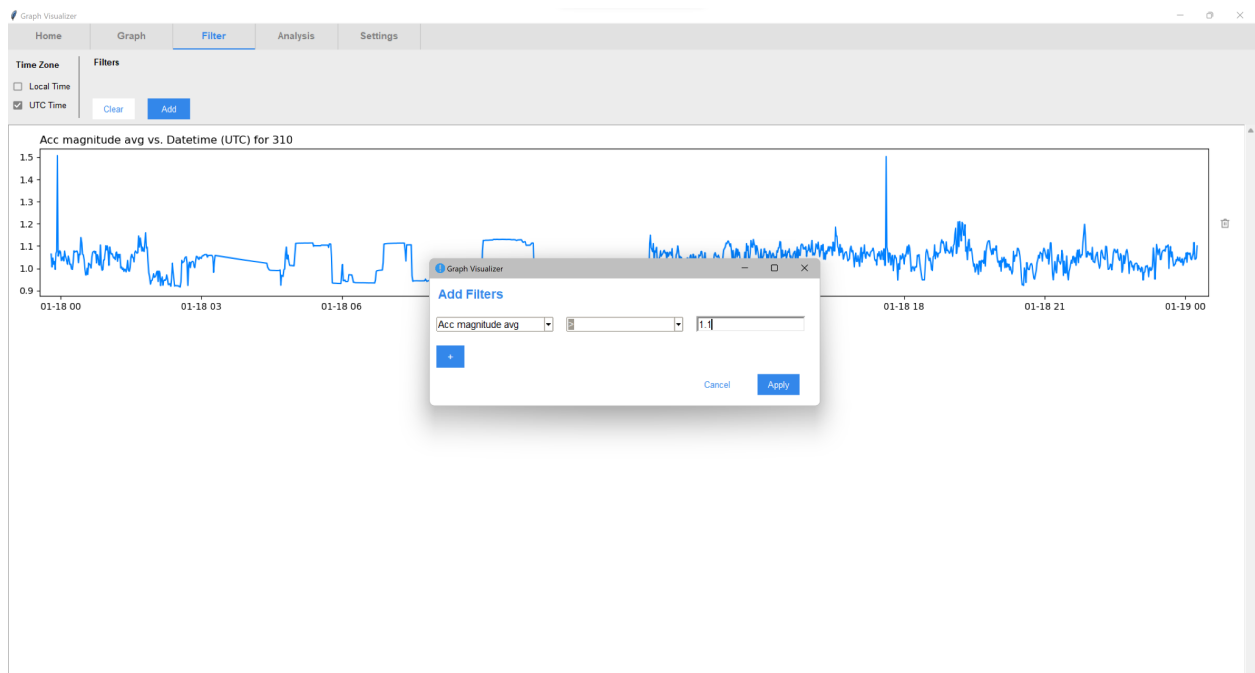 Graph Visualizer
Home Graph Filter Analysis Settings
Time Zone
Local Time
UTC Time
Filters
Clear Add
Acc magnitude avg vs. Datetime (UTC) for 310
1.5
1.4
1.3
1.2
1.1
1.0
0.9
01-18 00 01-18 03 01-18 06 01-18 18 01-18 21 01-19 00
Graph Visualizer
Add Filters
Acc magnitude avg > 1.1
+
Cancel Apply